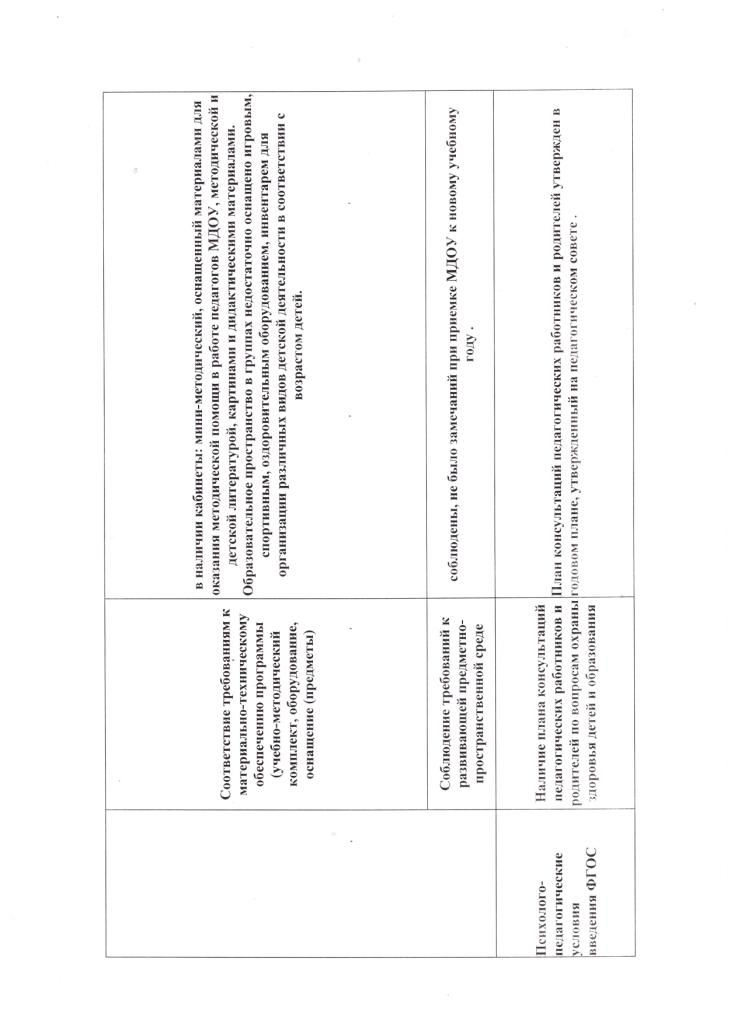 Соответствие требованиям к
материально-техническому
обеспечению программы
(учебно-методический
комплект, оборудование,
оснащение (предметы)
в наличии кабинеты: мини-методический, оснащенный материалами для
оказания методической помощи в работе педагогов МДОУ, методической и
детской литературой, картинами и дидактическими материалами.
Образовательное пространство в группах недостаточно оснащено игровым,
спортивным, оздоровительным оборудованием, инвентарем для
организации различных видов детской деятельности в соответствии с
возрастом детей.
Соблюдение требований к
развивающей предметно-
пространственной среде
соблюдены, не было замечаний при приемке МДОУ к новому учебному
году .
Психолого-
педагогические
условия
введения ФГОС
Наличие плана консультаций
педагогических работников и
родителей по вопросам охраны
здоровья детей и образования
План консультаций педагогических работников и родителей утвержден в
годовом плане, утвержденный на педагогическом совете .